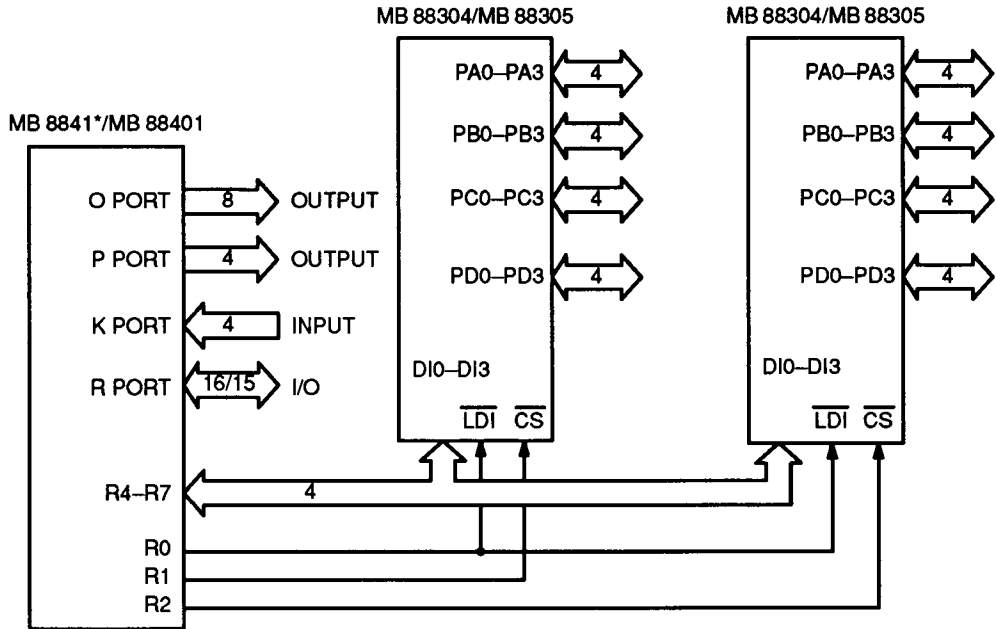 MB 88304/MB 88305
MB 88304/MB 88305
PA0–PA3 4
PA0–PA3 4
MB 8841*/MB 88401
PB0–PB3 4
PB0–PB3 4
O PORT 8 OUTPUT
PC0–PC3 4
PC0–PC3 4
P PORT 4 OUTPUT
PD0–PD3 4
PD0–PD3 4
K PORT 4 INPUT
R PORT 16/15 I/O
DI0–DI3
DI0–DI3
LDI CS
LDI CS
R4–R7 4
R0
R1
R2